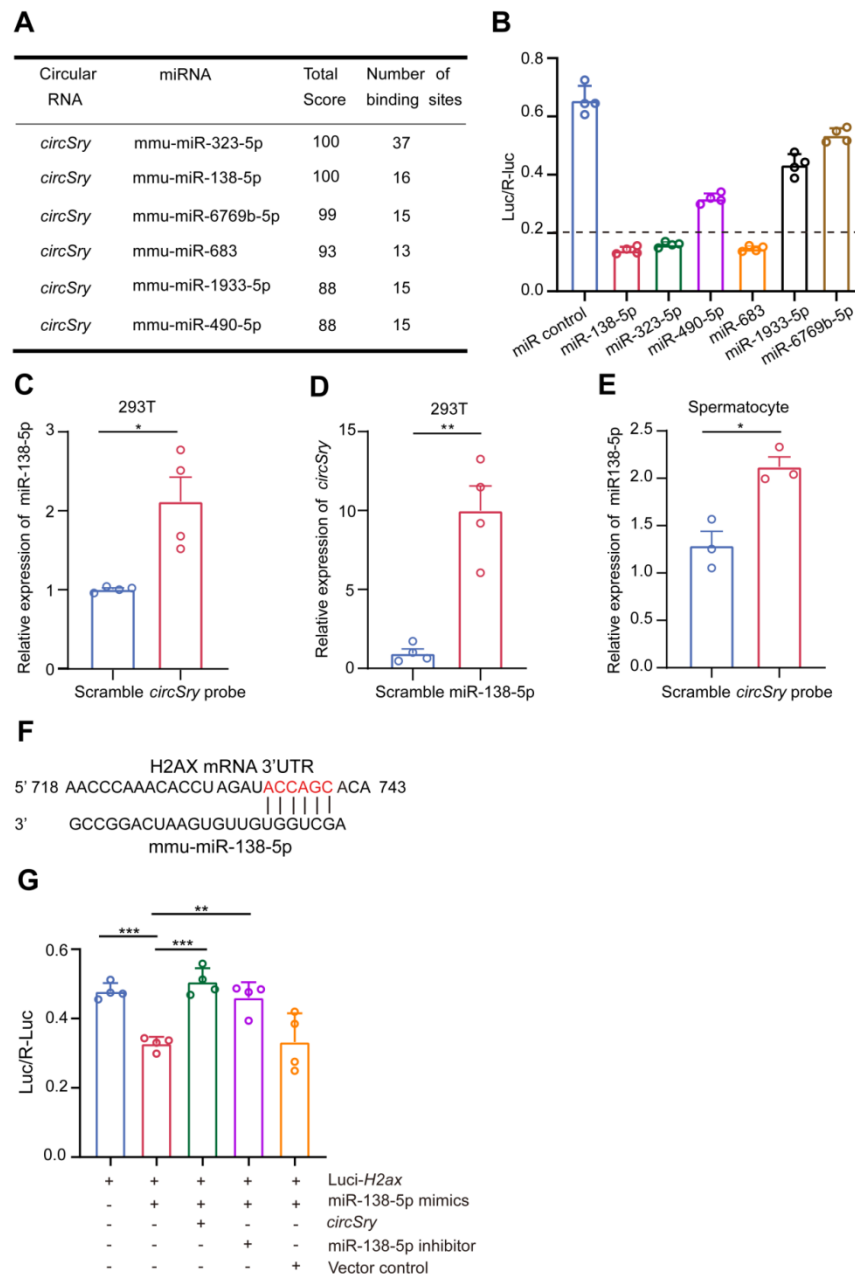 A
Circular RNA miRNA Total Score Number of binding sites
circSry mmu-miR-323-5p 100 37
circSry mmu-miR-138-5p 100 16
circSry mmu-miR-6769b-5p 99 15
circSry mmu-miR-683 93 13
circSry mmu-miR-1933-5p 88 15
circSry mmu-miR-490-5p 88 15
B
Luc/R-luc
0.8
0.6
0.4
0.2
0.0
miR control
miR-138-5p
miR-323-5p
miR-490-5p
miR-683
miR-1933-5p
miR-6769b-5p
C
293T
*
Relative expression of miR-138-5p
3
2
1
0
Scramble circSry probe
D
293T
**
Relative expression of circSry
15
10
5
0
Scramble miR-138-5p
E
Spermatocyte
*
Relative expression of miR138-5p
2.5
2.0
1.5
1.0
0.5
0.0
Scramble circSry probe
F
H2AX mRNA 3'UTR
5' 718 AACCCAAACACCUAGAUACCAGC ACA 743
3' GCCGGACUAAGUGUUGUGGUCGA
mmu-miR-138-5p
G
**
*** ***
Luc/R-Luc
0.6
0.4
0.2
0.0
+ + + + + Luci-H2ax
- + + + + miR-138-5p mimics
- - + - - circSry
- - - + - miR-138-5p inhibitor
- - - - + Vector control